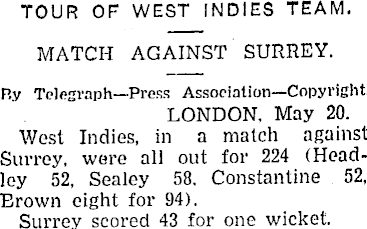 TOUR OF WEST INDIES TEAM.
MATCH AGAINST SURREY.
By Telegraph—Press Association—Copyright
LONDON, May 20.
West Indies, in a match against
Surrey, were all out for 224 (Head-
ley 52, Sealey 58, Constantine 52,
Brown eight for 94).
Surrey scored 43 for one wicket.